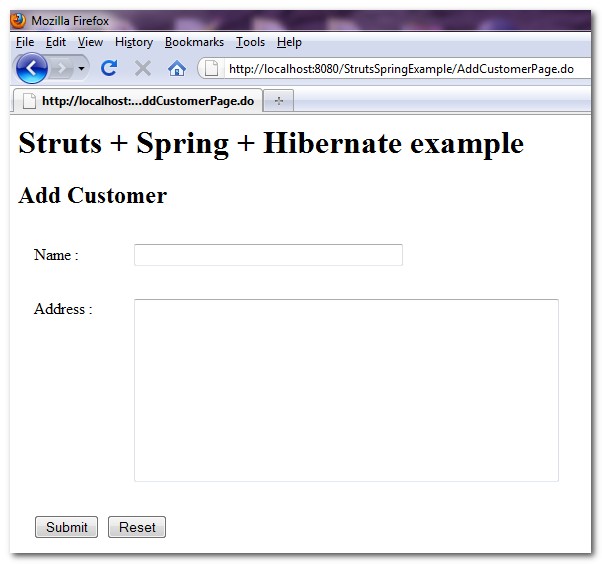 Mozilla Firefox
File Edit View History Bookmarks Tools Help
http://localhost:8080/StrutsSpringExample/AddCustomerPage.do
http://localhost:...ddCustomerPage.do
Struts + Spring + Hibernate example
Add Customer
Name :
Address :
Submit Reset